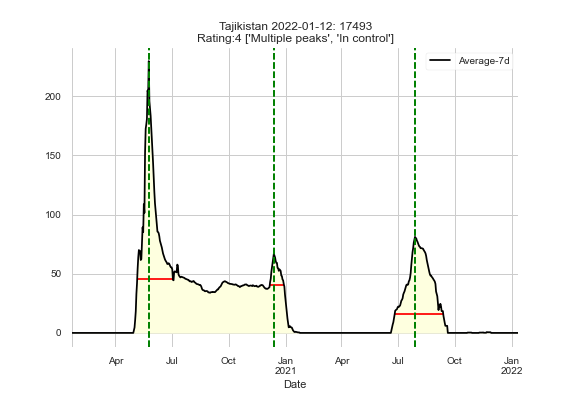 Tajikistan 2022-01-12: 17493
Rating:4 ['Multiple peaks', 'In control']
Average-7d
200
150
100
50
0
Apr Jul Oct Jan Apr Jul Oct Jan
2021 2022
Date